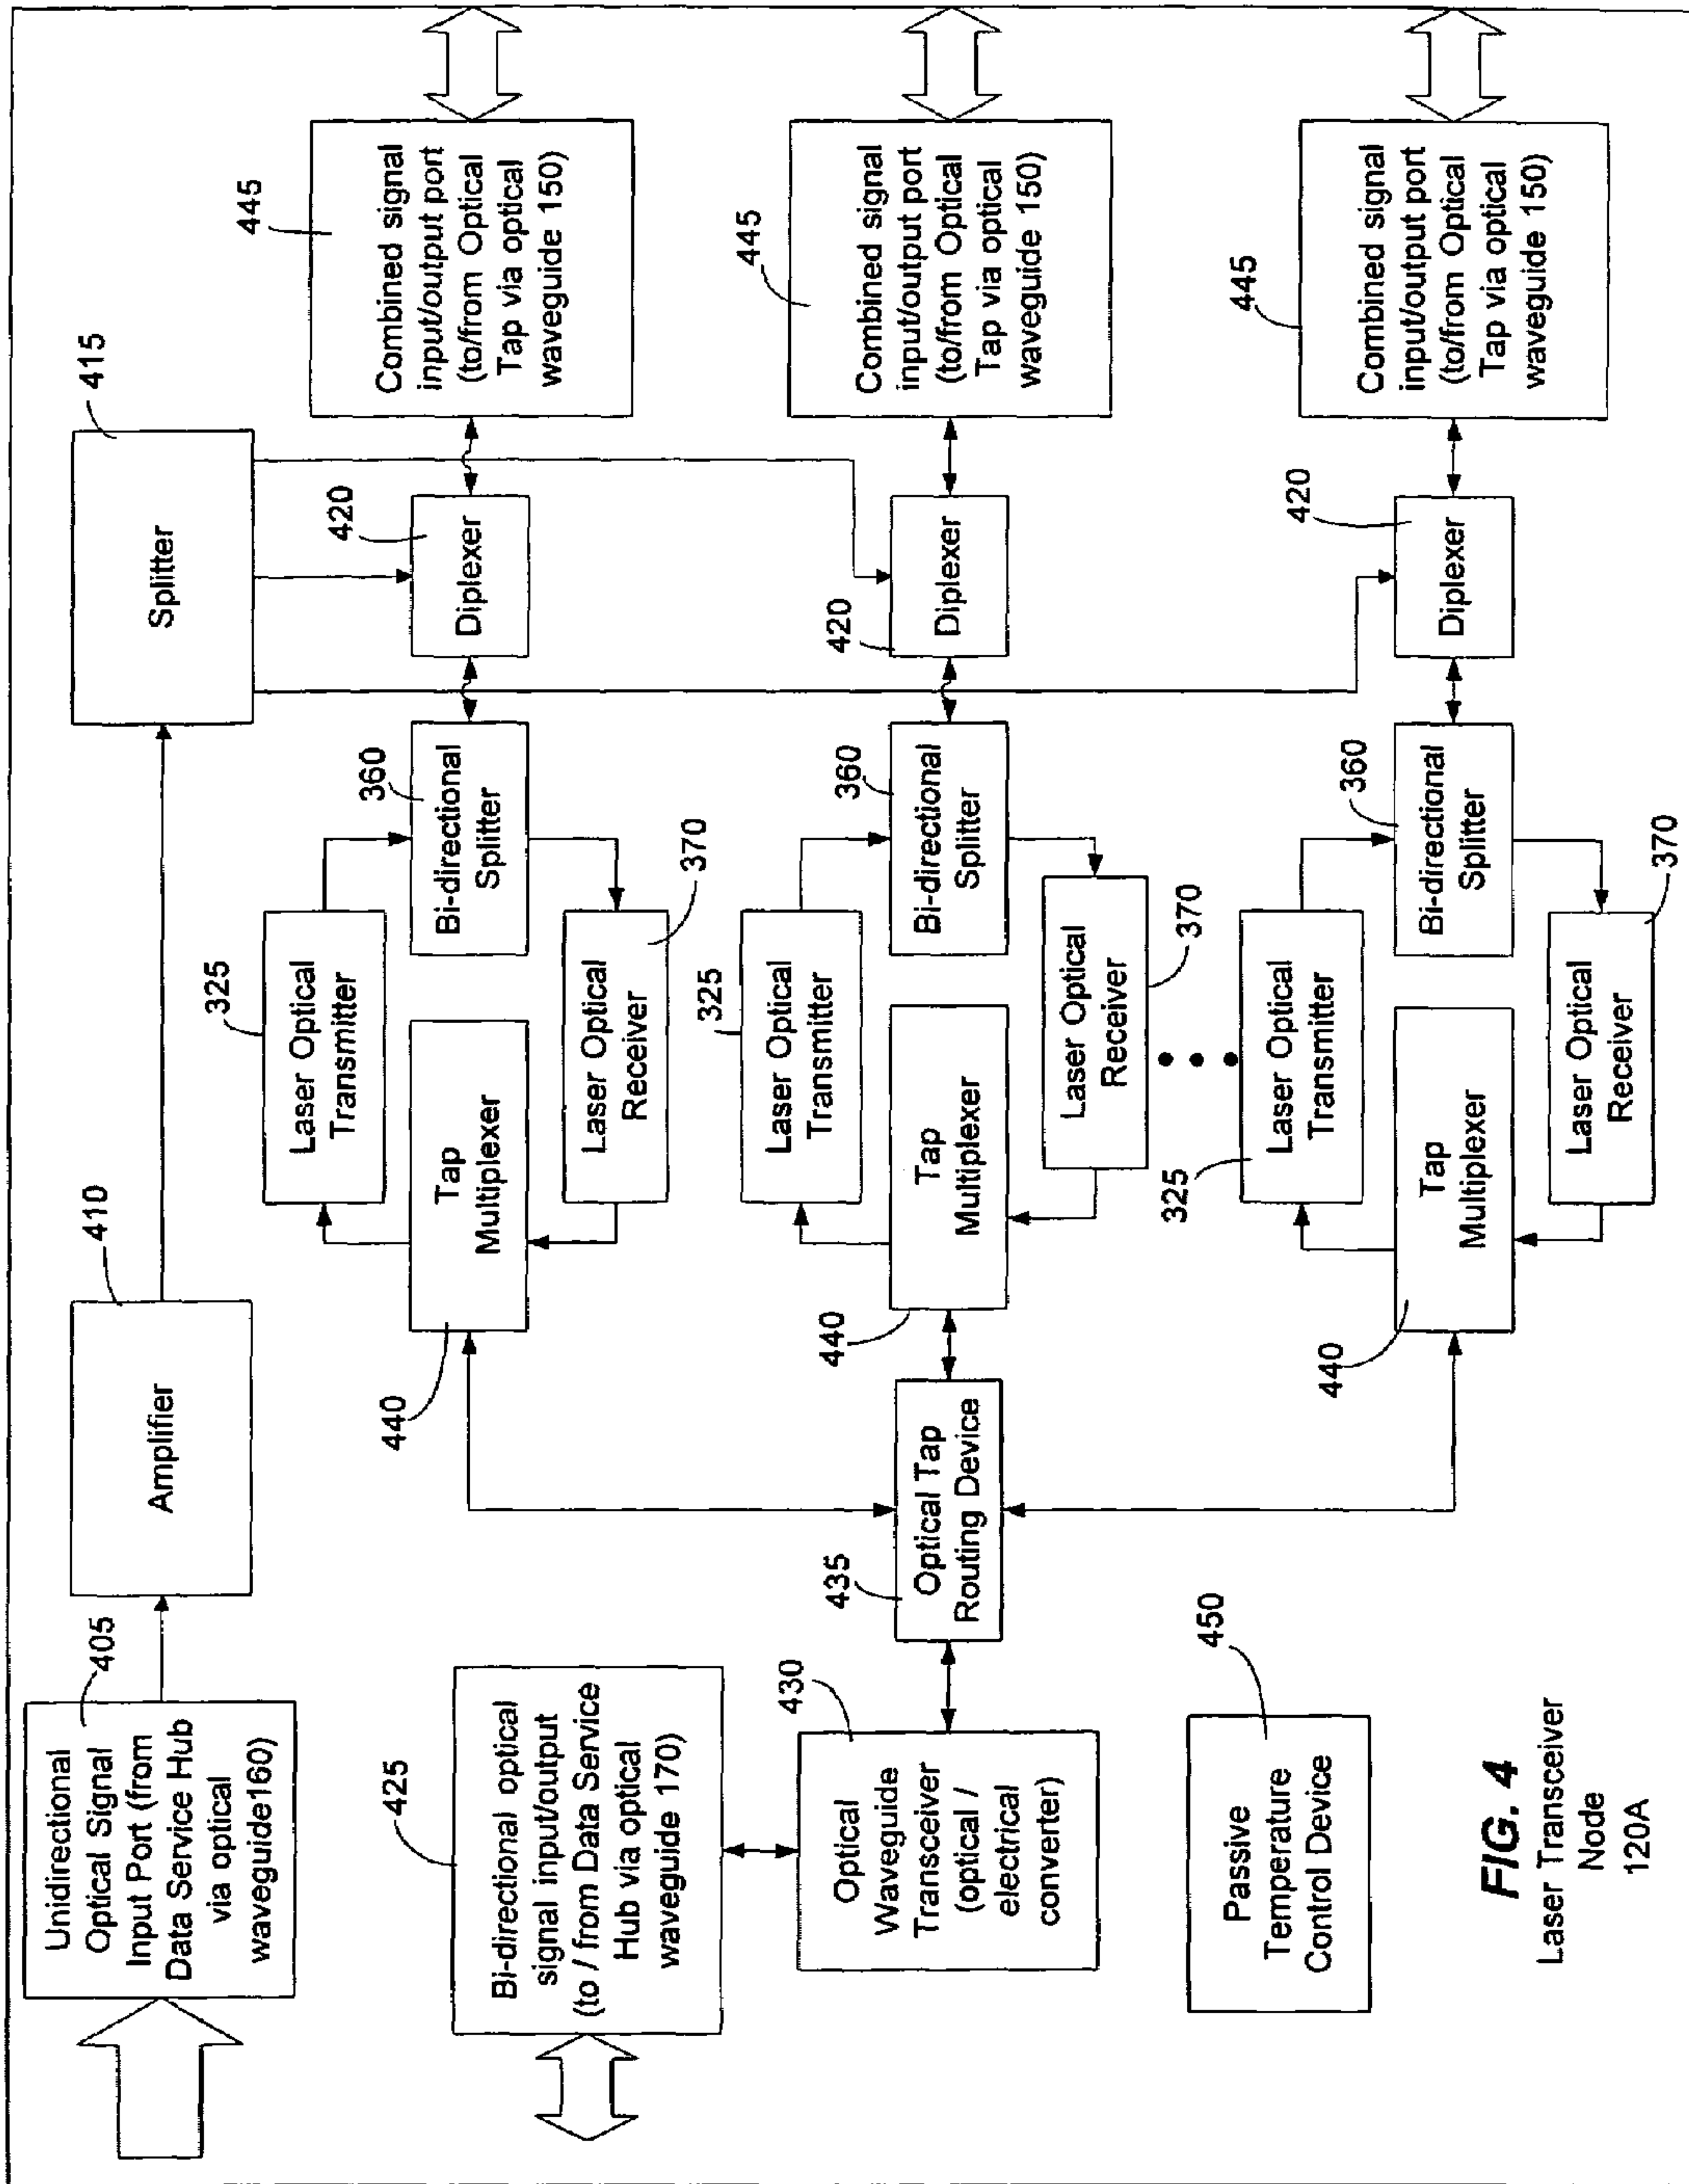 Unidirectional
Optical Signal
Input Port (from
Data Service Hub
via optical
waveguide160)
405
Amplifier
410
Splitter
415
Bi-directional optical
signal input/output
(to / from Data Service
Hub via optical
waveguide 170)
425
Optical
Waveguide
Transceiver
(optical /
electrical
converter)
430
Optical Tap
Routing Device
435
Laser Optical
Transmitter
325
Tap
Multiplexer
440
Laser Optical
Receiver
370
Bi-directional
Splitter
360
Diplexer
420
Combined signal
input/output port
(to/from Optical
Tap via optical
waveguide 150)
445
Laser Optical
Transmitter
325
Tap
Multiplexer
440
Laser Optical
Receiver
370
Bi-directional
Splitter
360
Diplexer
420
Combined signal
input/output port
(to/from Optical
Tap via optical
waveguide 150)
445
Laser Optical
Transmitter
325
Tap
Multiplexer
440
Laser Optical
Receiver
370
Bi-directional
Splitter
360
Diplexer
420
Combined signal
input/output port
(to/from Optical
Tap via optical
waveguide 150)
445
Passive
Temperature
Control Device
450
FIG. 4
Laser Transceiver
Node
120A